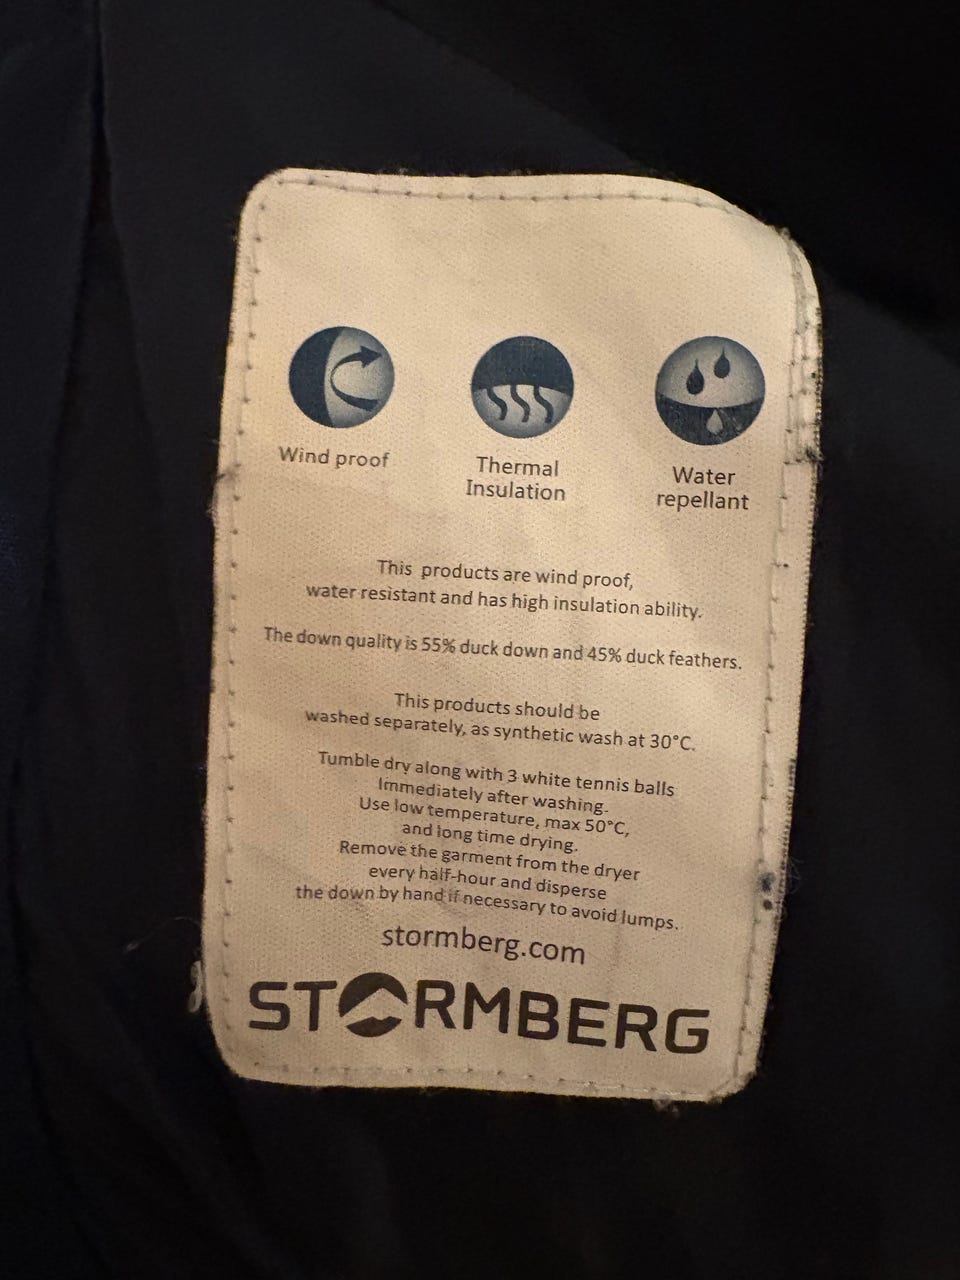 Wind proof
Thermal
Insulation
Water
repellant
This products are wind proof,
water resistant and has high insulation ability.
The down quality is 55% duck down and 45% duck feathers.
This products should be
washed separately, as synthetic wash at 30°C.
Tumble dry along with 3 white tennis balls
Immediately after washing.
Use low temperature, max 50°C,
and long time drying.
Remove the garment from the dryer
every half-hour and disperse
the down by hand if necessary to avoid lumps.
stormberg.com
STORMBERG